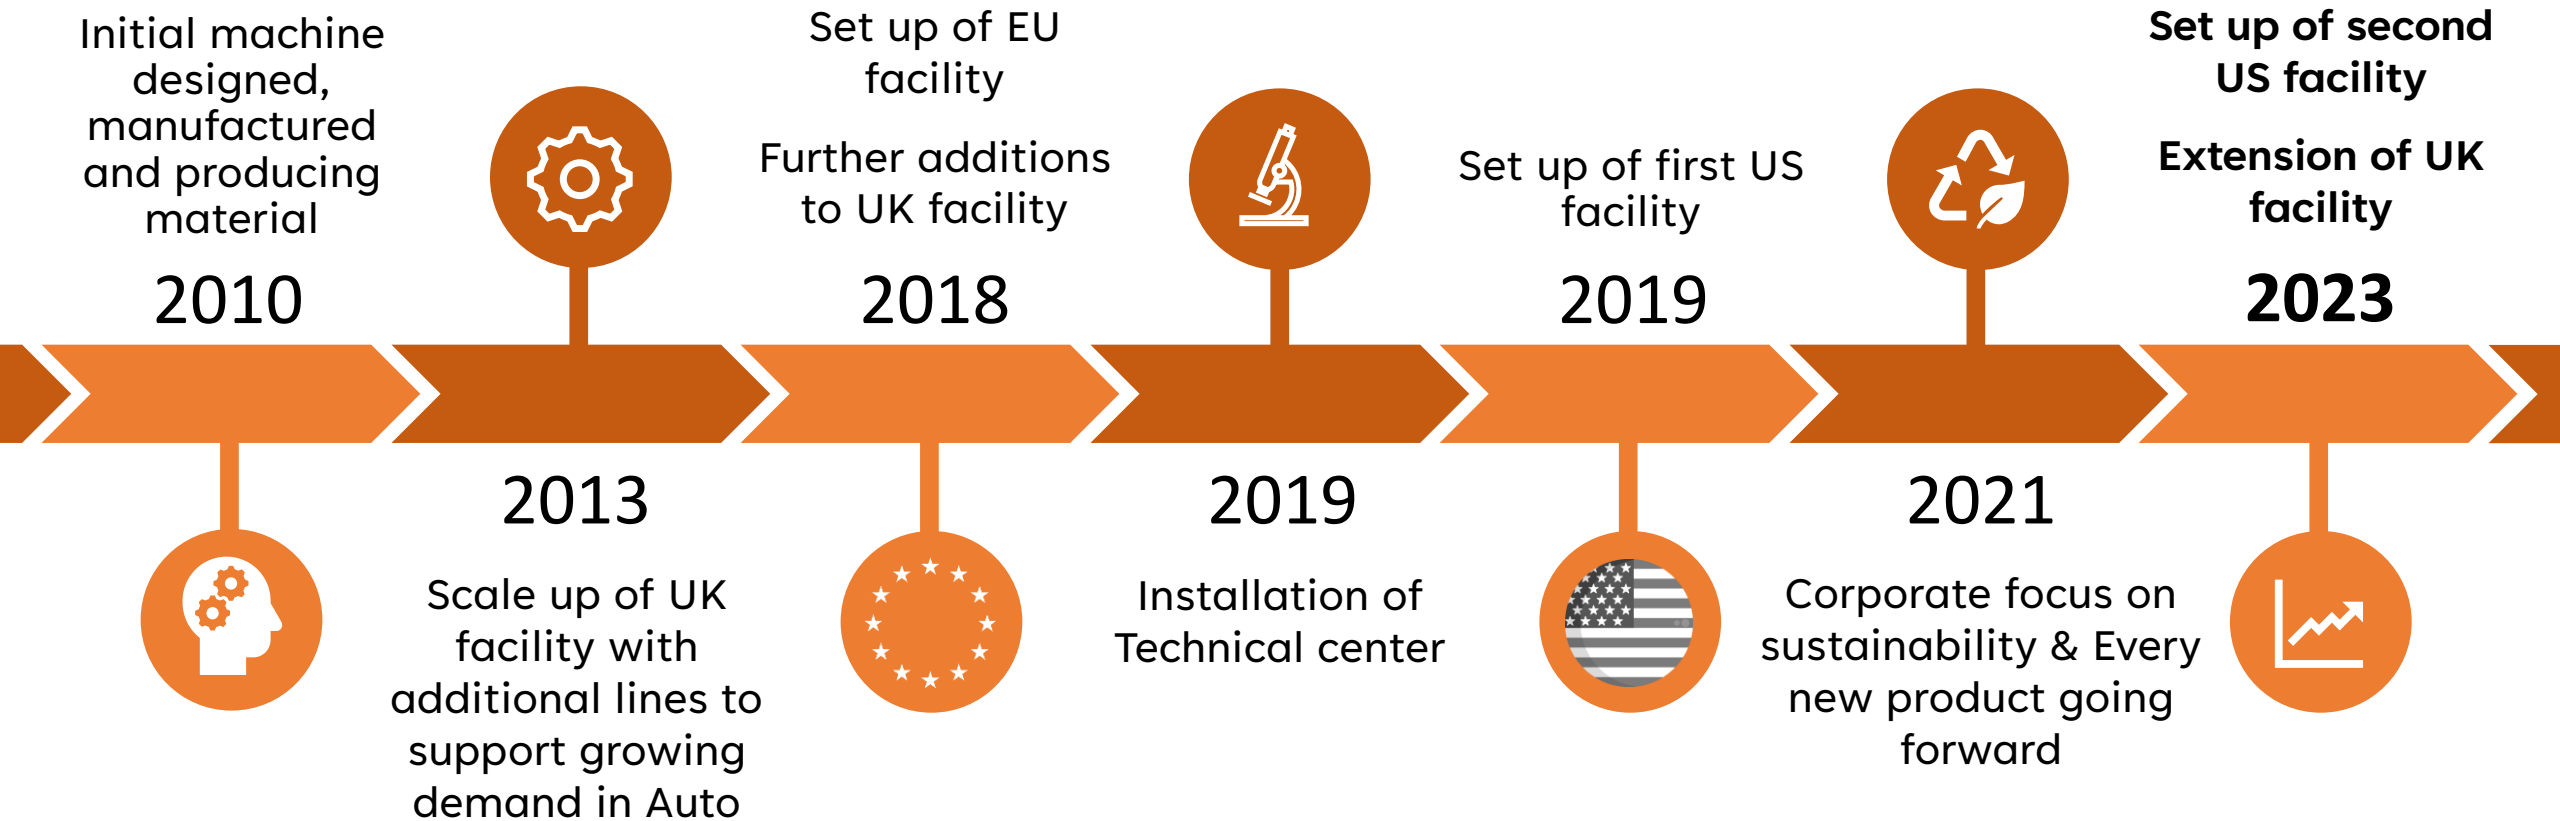 Initial machine
designed,
manufactured
and producing
material
2010
2013
Scale up of UK
facility with
additional lines to
support growing
demand in Auto
Set up of EU
facility
Further additions
to UK facility
2018
2019
Installation of
Technical center
Set up of first US
facility
2019
2021
Corporate focus on
sustainability & Every
new product going
forward
Set up of second
US facility
Extension of UK
facility
2023